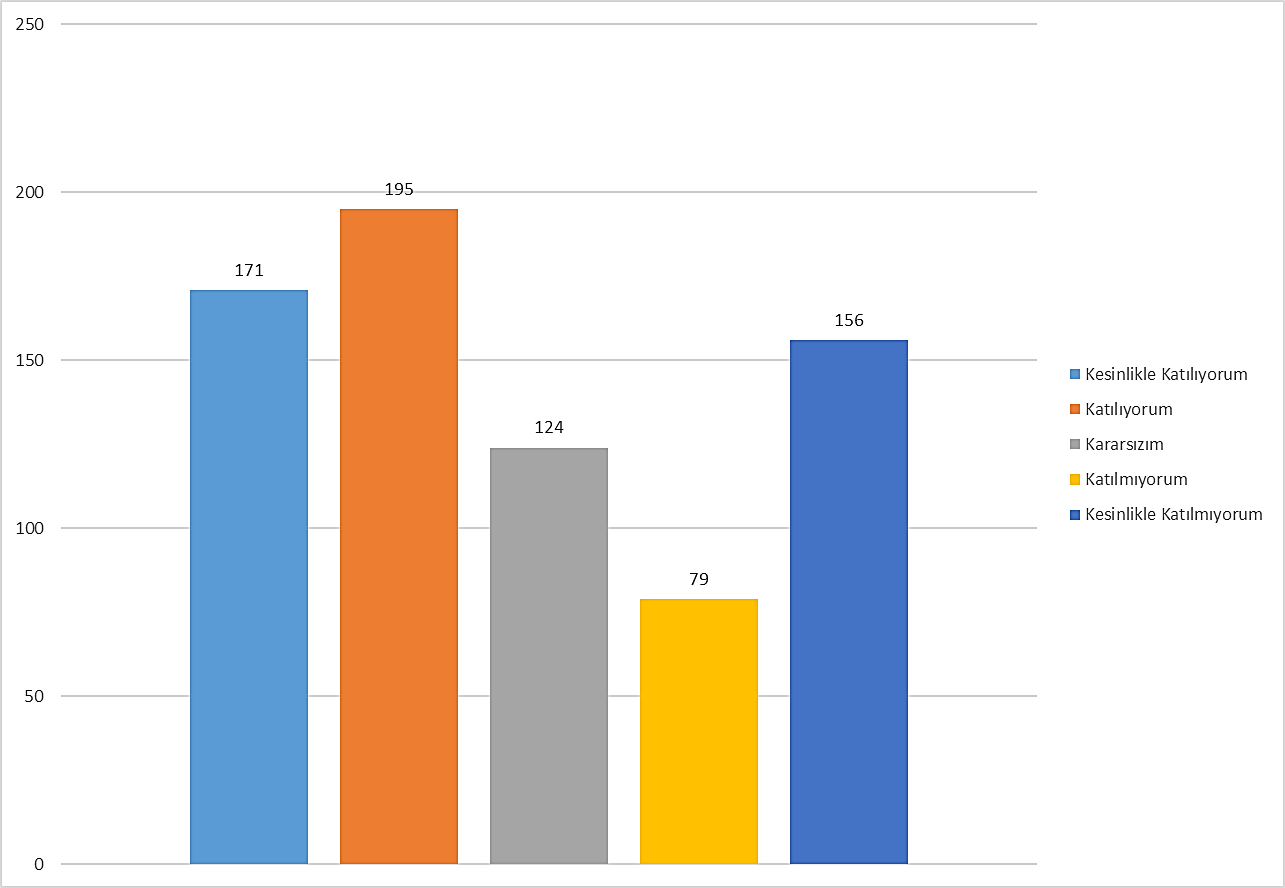 250
200
150
100
50
0
171
195
124
79
156
Kesinlikle Katılıyorum
Katılıyorum
Kararsızım
Katılmıyorum
Kesinlikle Katılmıyorum